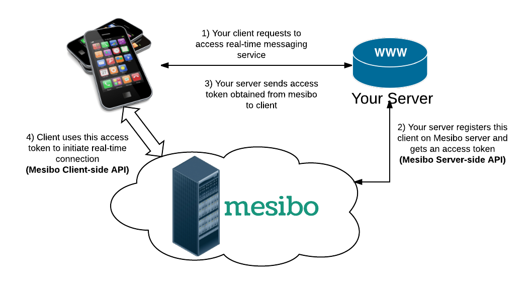 1) Your client requests to
access real-time messaging
service
WWW
3) Your server sends access
token obtained from mesibo
to client
Your Server
4) Client uses this access
token to initiate real-time
connection
(Mesibo Client-side API)
2) Your server registers this
client on Mesibo server and
gets an access token
(Mesibo Server-side API)
mesibo